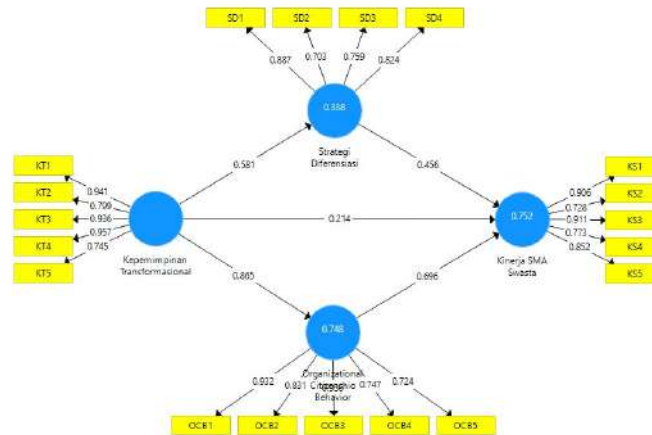 SD1 SD2 SD3 SD4
0.887 0.703 0.759 0.824
0.338
Strategi
Diferensiasi
0.581 0.456
KT1
KT2
KT3
KT4
KT5
0.941
0.799
0.936
0.957
0.745
Kepemimpinan
Transformasional
0.214
0.752
Kinerja SMA
Swasta
0.906
0.728
0.911
0.773
0.852
KS1
KS2
KS3
KS4
KS5
0.865 0.696
0.748
Organizational
Citizenship
Behavior
0.932 0.831 0.747 0.724
OCB1 OCB2 OCB3 OCB4 OCB5